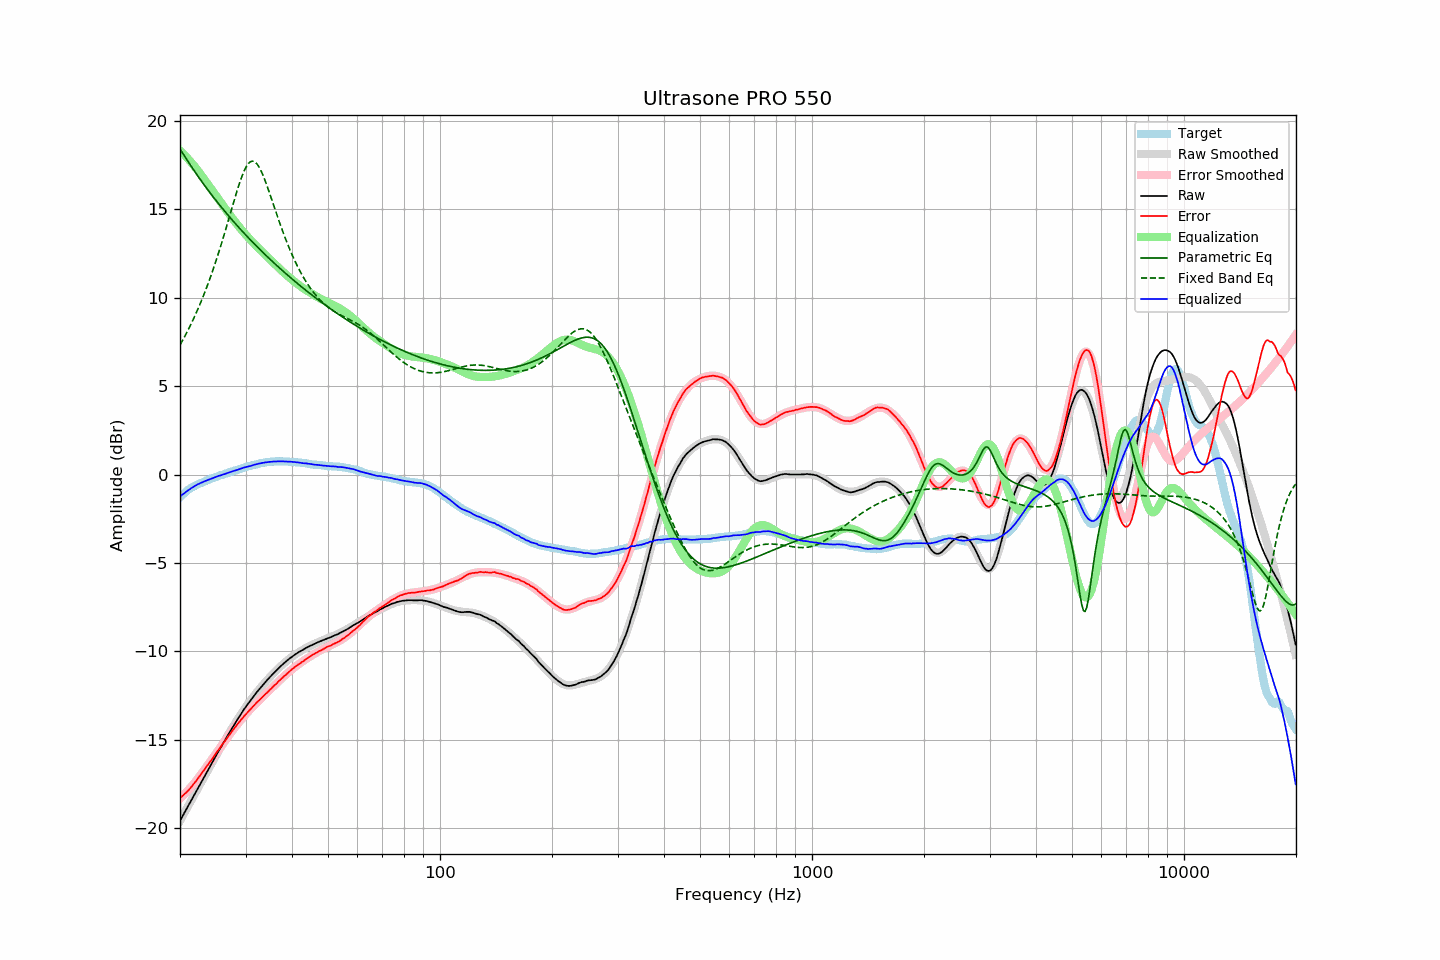 Ultrasone PRO 550
Amplitude (dBr)
20
15
10
5
0
−5
−10
−15
−20
Target
Raw Smoothed
Error Smoothed
Raw
Error
Equalization
Parametric Eq
Fixed Band Eq
Equalized
100
1000
10000
Frequency (Hz)